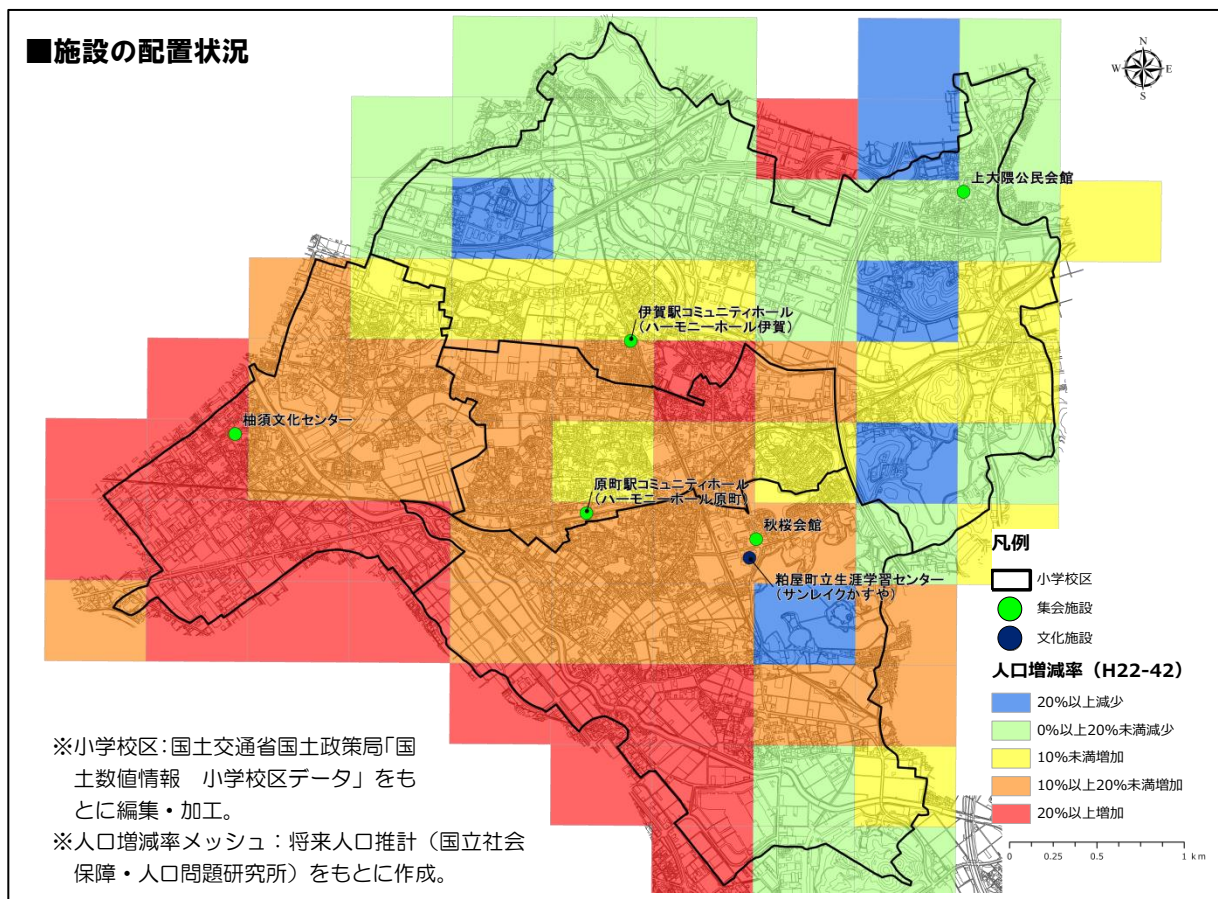 ■施設の配置状況
N
W
E
S
上大隈公民会館
伊賀駅コミュニティホール
（ハーモニーホール伊賀）
柚須文化センター
原町駅コミュニティホール
（ハーモニーホール原町）
秋桜会館
粕屋町立生涯学習センター
（サンレイクかすや）
凡例
小学校区
集会施設
文化施設
人口増減率（H22-42）
20%以上減少
0%以上20%未満減少
10%未満増加
10%以上20%未満増加
20%以上増加
0 0.25 0.5 1 km
※小学校区：国土交通省国土政策局「国
土数値情報　小学校区データ」をも
とに編集・加工。
※人口増減率メッシュ：将来人口推計（国立社会
保障・人口問題研究所）をもとに作成。